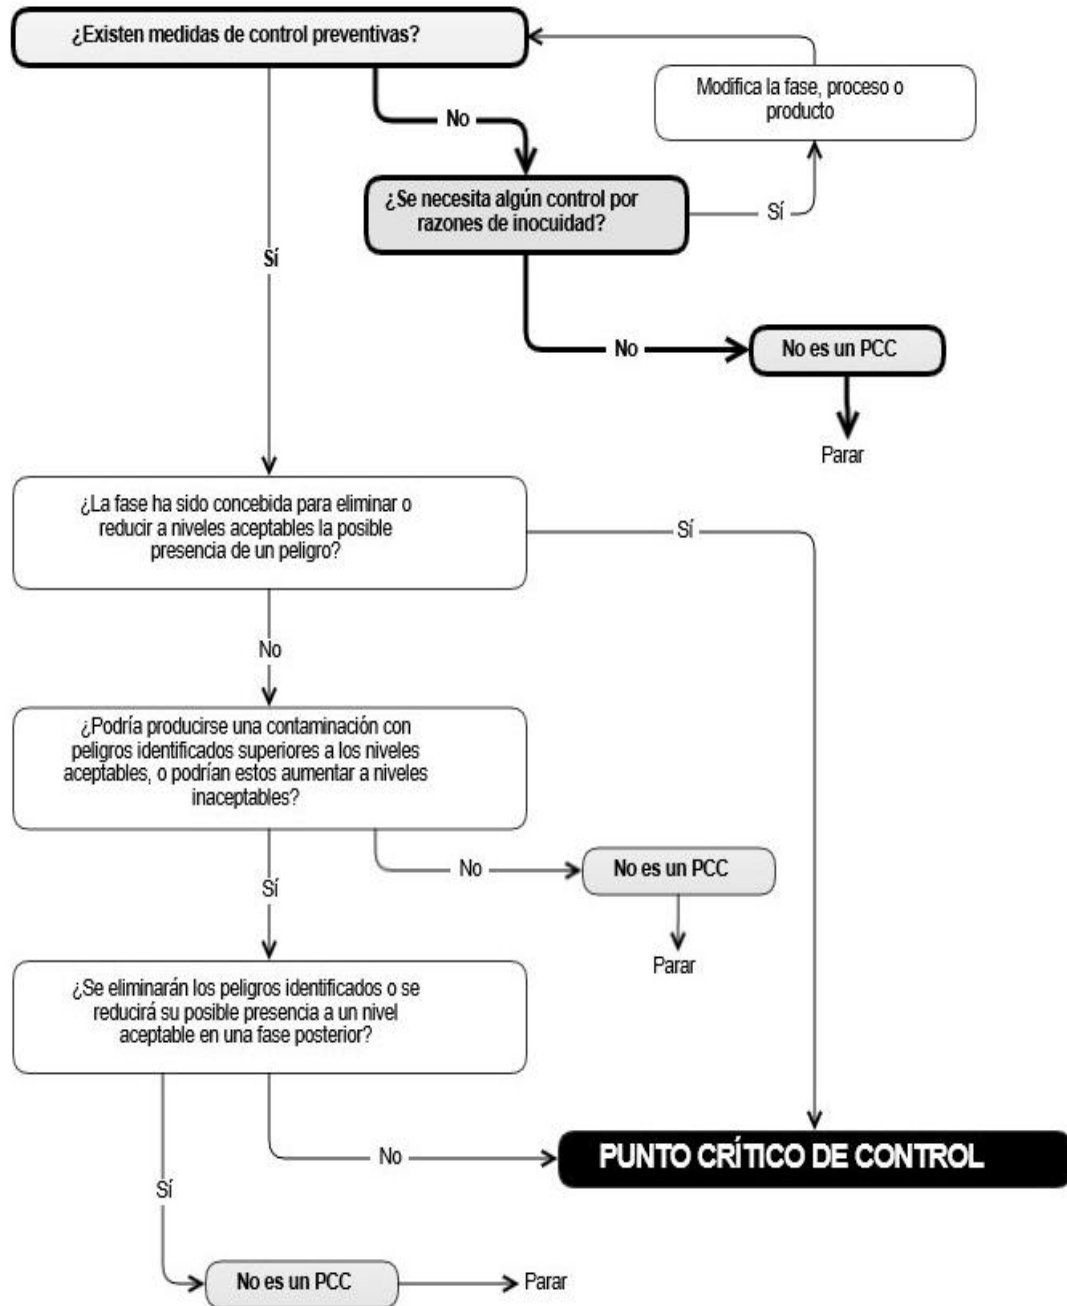 ¿Existen medidas de control preventivas?
Modifica la fase, proceso o
producto
No
¿Se necesita algún control por
razones de inocuidad?
Sí
Sí
No
No es un PCC
Parar
¿La fase ha sido concebida para eliminar o
reducir a niveles aceptables la posible
presencia de un peligro?
Sí
No
¿Podría producirse una contaminación con
peligros identificados superiores a los niveles
aceptables, o podrían estos aumentar a niveles
inaceptables?
No
No es un PCC
Sí
Parar
¿Se eliminarán los peligros identificados o se
reducirá su posible presencia a un nivel
aceptable en una fase posterior?
No
PUNTO CRÍTICO DE CONTROL
Sí
No es un PCC
Parar